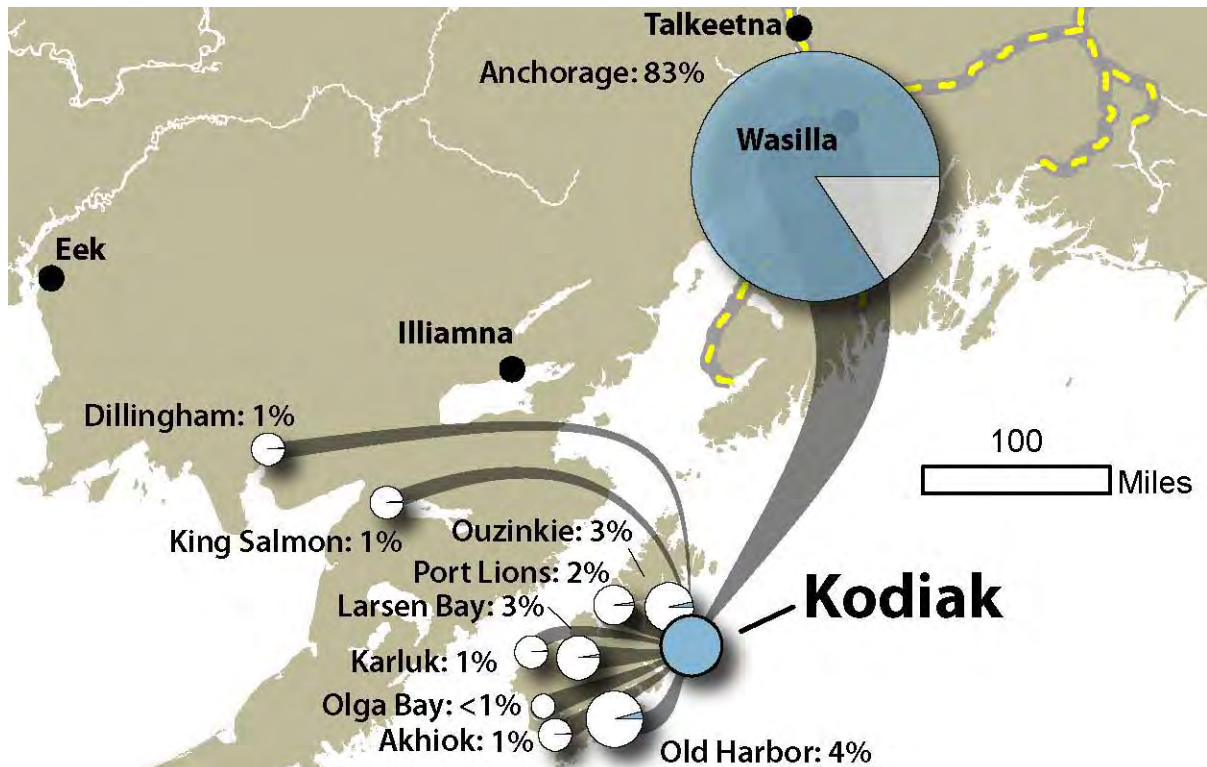 Talkeetna
Anchorage: 83%
Wasilla
Eek
Illiamna
Dillingham: 1%
100
Miles
King Salmon: 1%
Ouzinkie: 3%
Port Lions: 2%
Larsen Bay: 3%
Kodiak
Karluk: 1%
Olga Bay: <1%
Akhiok: 1%
Old Harbor: 4%